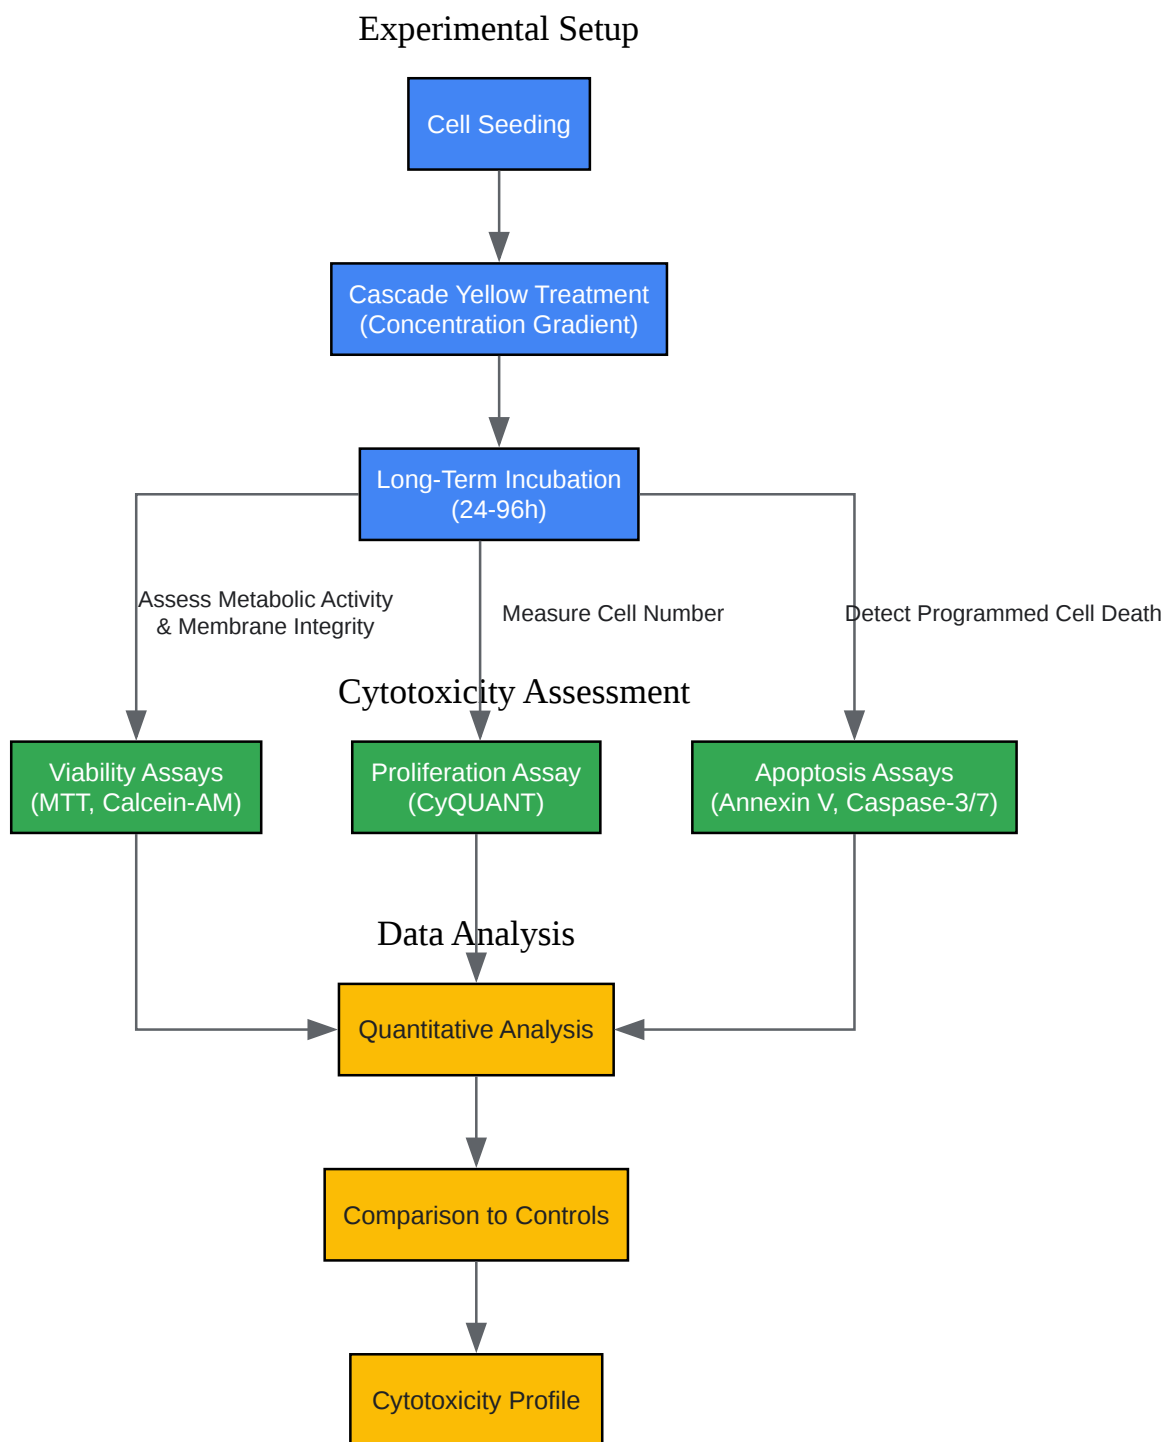 Experimental Setup
Cell Seeding
Cascade Yellow Treatment
(Concentration Gradient)
Long-Term Incubation
(24-96h)
Assess Metabolic Activity
& Membrane Integrity
Measure Cell Number
Detect Programmed Cell Death
Cytotoxicity Assessment
Viability Assays
(MTT, Calcein-AM)
Proliferation Assay
(CyQUANT)
Apoptosis Assays
(Annexin V, Caspase-3/7)
Data Analysis
Quantitative Analysis
Comparison to Controls
Cytotoxicity Profile